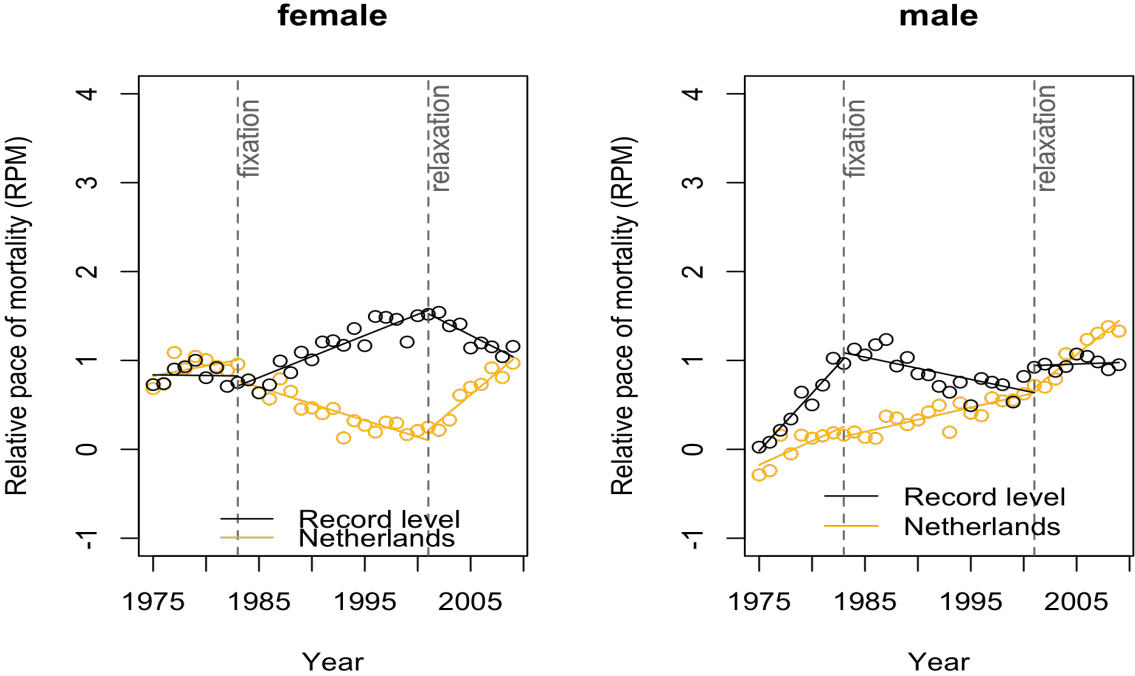 female
Relative pace of mortality (RPM)
4
3
2
1
0
-1
fixation
relaxation
Record level
Netherlands
1975
1985
1995
2005
Year
male
Relative pace of mortality (RPM)
4
3
2
1
0
-1
fixation
relaxation
Record level
Netherlands
1975
1985
1995
2005
Year